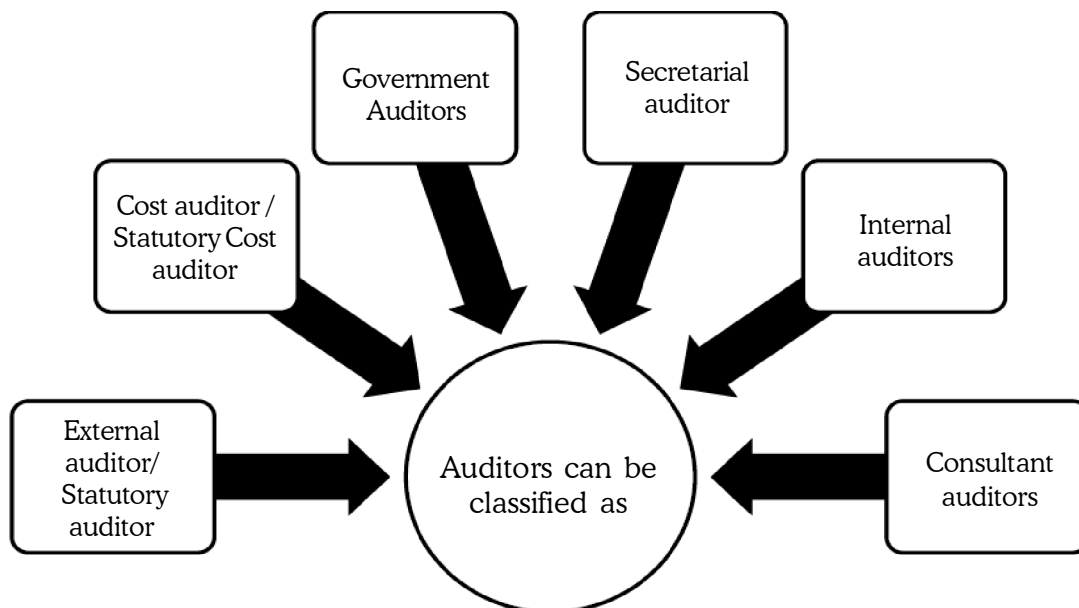 Government
Auditors
Secretarial
auditor
Cost auditor /
Statutory Cost
auditor
Internal
auditors
External
auditor/
Statutory
auditor
Auditors can be
classified as
Consultant
auditors